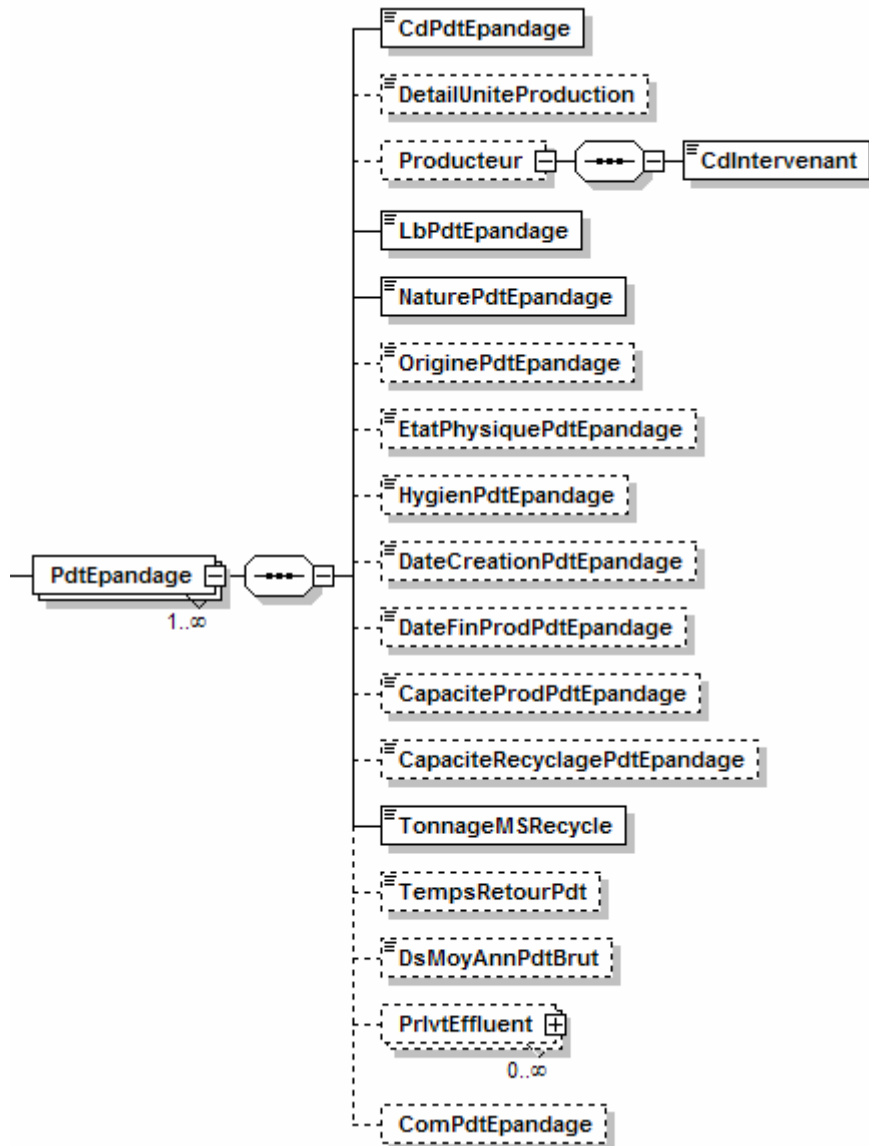 CdPdtEpandage
DetailUniteProduction
Producteur
CdIntervenant
LbPdtEpandage
NaturePdtEpandage
OriginePdtEpandage
EtatPhysiquePdtEpandage
HygienPdtEpandage
DateCreationPdtEpandage
PdtEpandage
1..∞
DateFinProdPdtEpandage
CapaciteProdPdtEpandage
CapaciteRecyclagePdtEpandage
TonnageMSRecycle
TempsRetourPdt
DsMoyAnnPdtBrut
PrlvtEffluent
0..∞
ComPdtEpandage